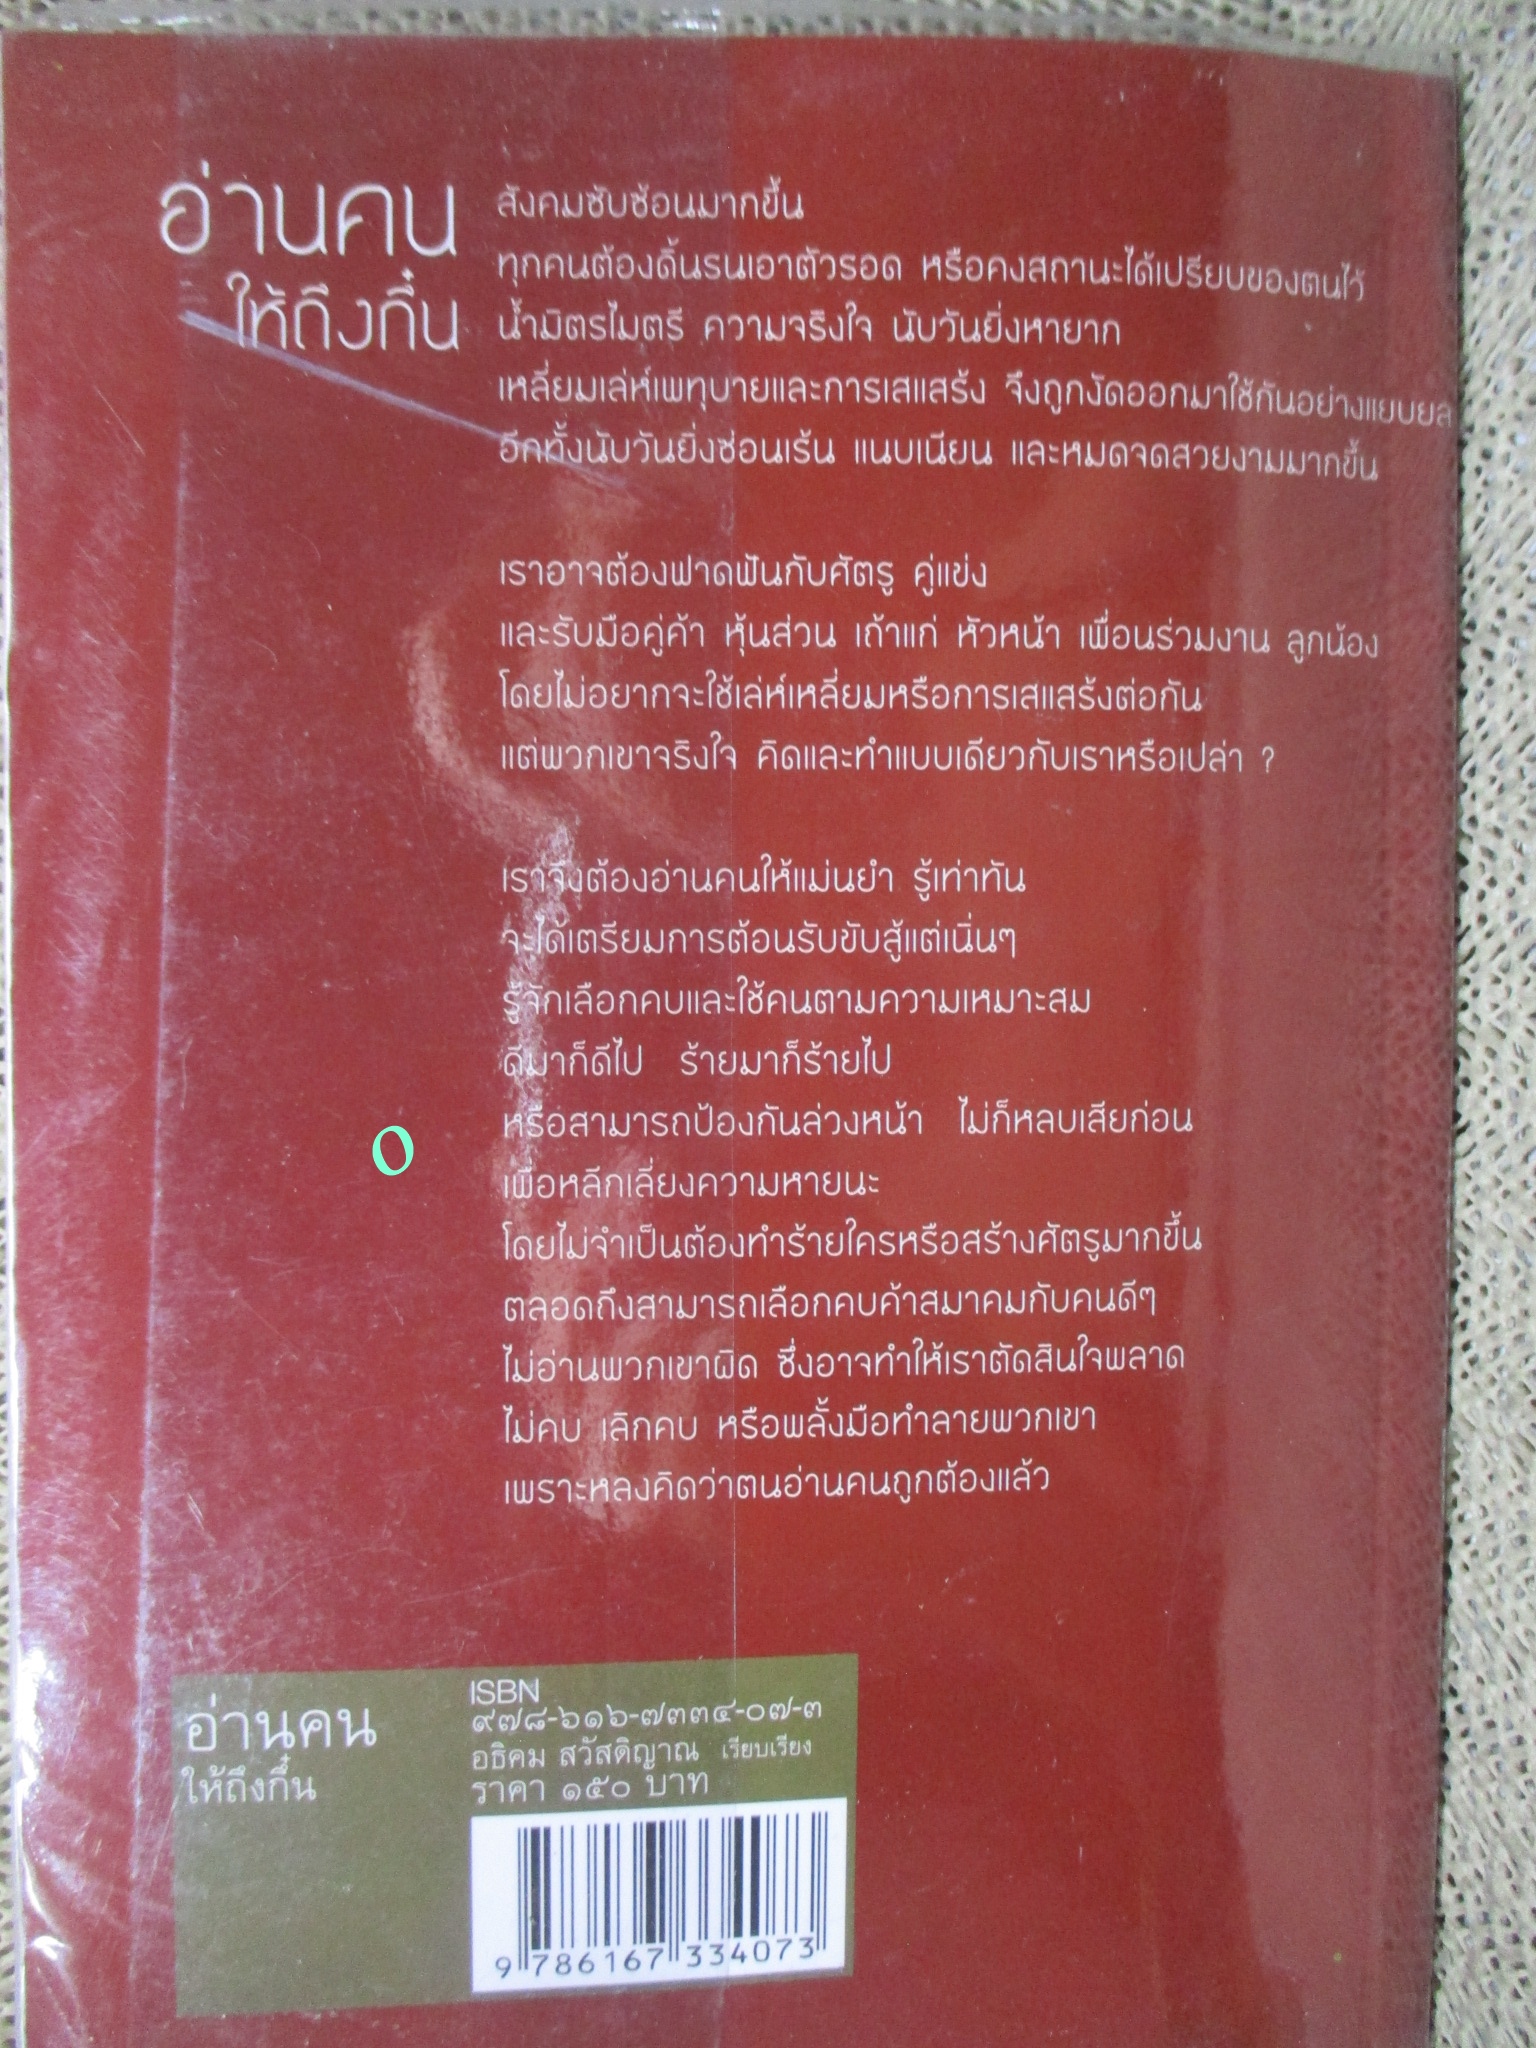 อ่านคน
ให้ถึงกึ๋น
สังคมซับซ้อนมากขึ้น
ทุกคนต้องดิ้นรนเอาตัวรอด หรือคงสถานะได้เปรียบของตนไว้
น้ำมิตรไมตรี ความจริงใจ นับวันยิ่งหายาก
เหลี่ยมเล่ห์เพทุบายและการเสแสร้ง จึงถูกงัดออกมาใช้กันอย่างแยบยล
อีกทั้งนับวันยิ่งซ่อนเร้น แนบเนียน และหมดจดสวยงามมากขึ้น
เราอาจต้องฟาดฟันกับศัตรู คู่แข่ง
และรับมือคู่ค้า หุ้นส่วน เถ้าแก่ หัวหน้า เพื่อนร่วมงาน ลูกน้อง
โดยไม่อยากจะใช้เล่ห์เหลี่ยมหรือการเสแสร้งต่อกัน
แต่พวกเขาจริงใจ คิดและทำแบบเดียวกับเราหรือเปล่า ?
เราจึงต้องอ่านคนให้แม่นยำ รู้เท่าทัน
จะได้เตรียมการต้อนรับขับสู้แต่เนิ่นๆ
รู้จักเลือกคบและใช้คนตามความเหมาะสม
ดีมาก็ดีไป ร้ายมาก็ร้ายไป
หรือสามารถป้องกันล่วงหน้า ไม่ก็หลบเสียก่อน
เพื่อหลีกเลี่ยงความหายนะ
โดยไม่จำเป็นต้องทำร้ายใครหรือสร้างศัตรูมากขึ้น
ตลอดถึงสามารถเลือกคบค้าสมาคมกับคนดีๆ
ไม่อ่านพวกเขาผิด ซึ่งอาจทำให้เราตัดสินใจพลาด
ไม่คบ เลิกคบ หรือพลั้งมือทำลายพวกเขา
เพราะหลงคิดว่าตนอ่านคนถูกต้องแล้ว
o
อ่านคน
ให้ถึงกึ๋น
ISBN
๙๗๘-๖๑๖-๗๓๓๔-๐๗-๓
อธิคม สวัสดิญาณ เรียบเรียง
ราคา ๑๕๐ บาท
9 786167 334073